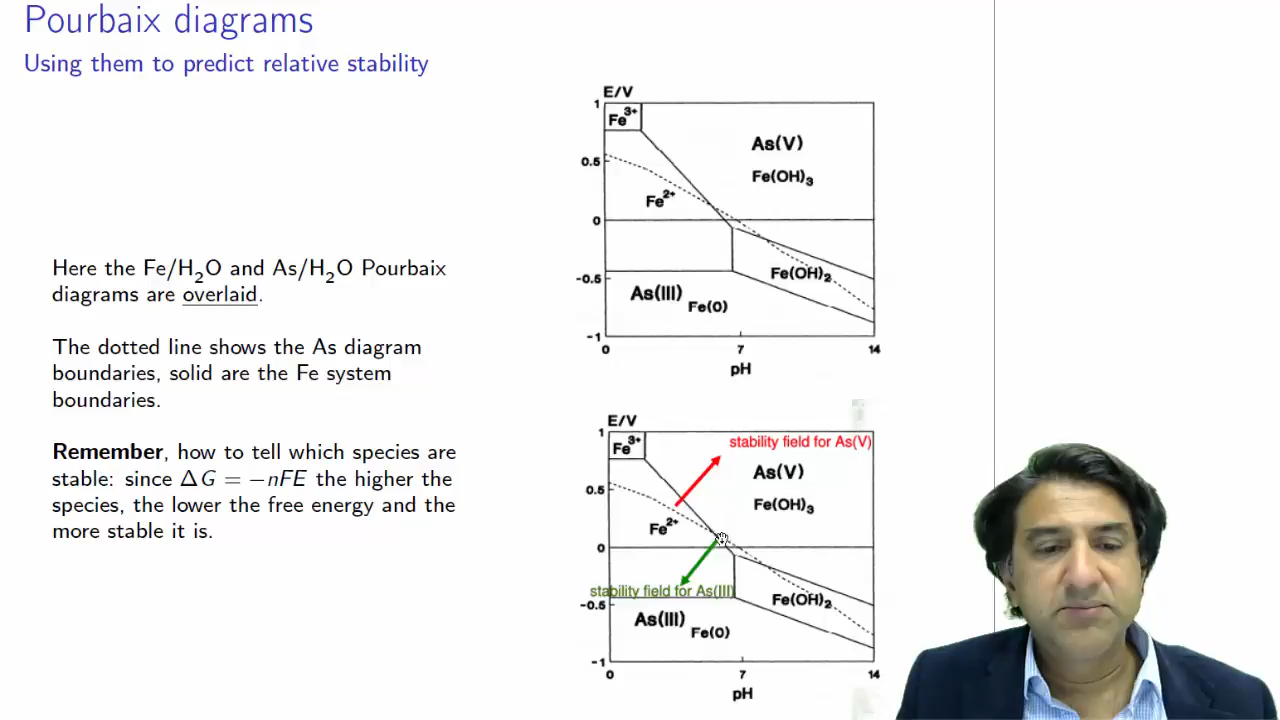 Pourbaix diagrams
Using them to predict relative stability
Here the Fe/H₂O and As/H₂O Pourbaix
diagrams are overlaid.
The dotted line shows the As diagram
boundaries, solid are the Fe system
boundaries.
Remember, how to tell which species are
stable: since ΔG = −nFE the higher the
species, the lower the free energy and the
more stable it is.
E/V
1
Fe³⁺
As(V)
0.5
Fe(OH)₃
Fe²⁺
0
Fe(OH)₂
-0.5
As(III) Fe(0)
-1
0 7 14
pH
E/V
1
stability field for As(V)
Fe³⁺
As(V)
0.5
Fe(OH)₃
Fe²⁺
0
stability field for As(III)
Fe(OH)₂
-0.5
As(III) Fe(0)
-1
0 7 14
pH